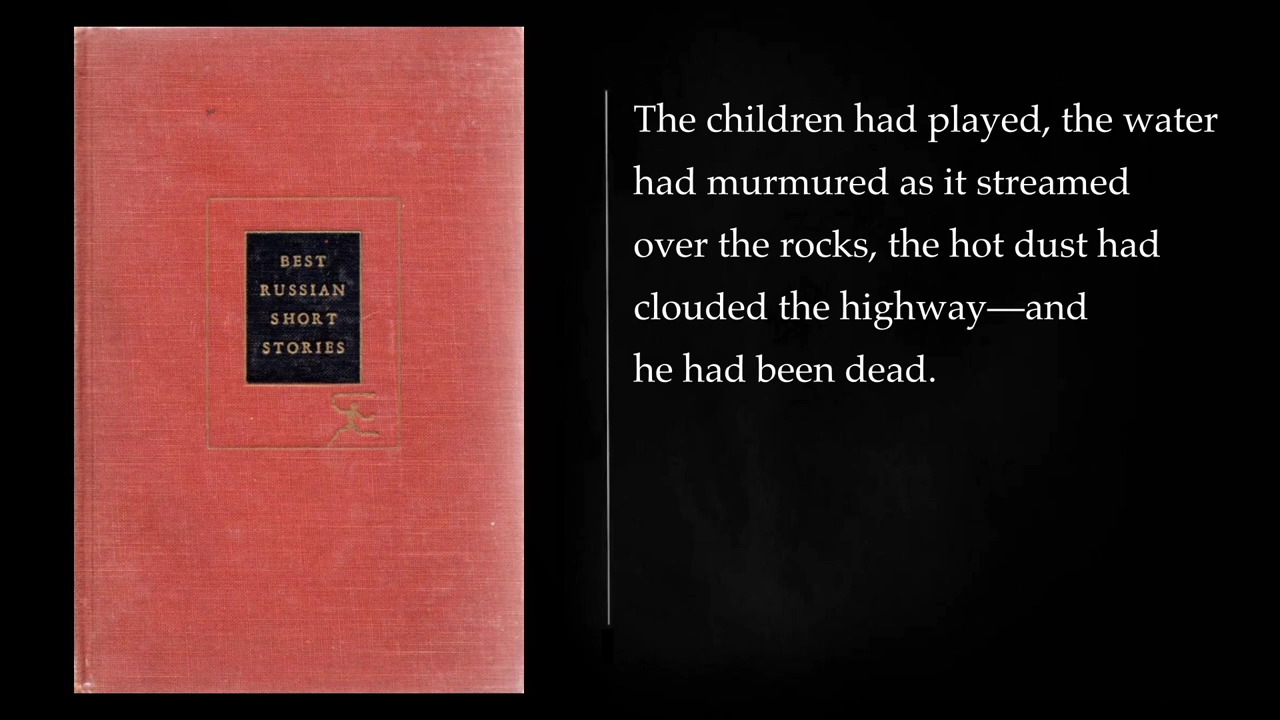 BEST
RUSSIAN
SHORT
STORIES
The children had played, the water
had murmured as it streamed
over the rocks, the hot dust had
clouded the highway—and
he had been dead.